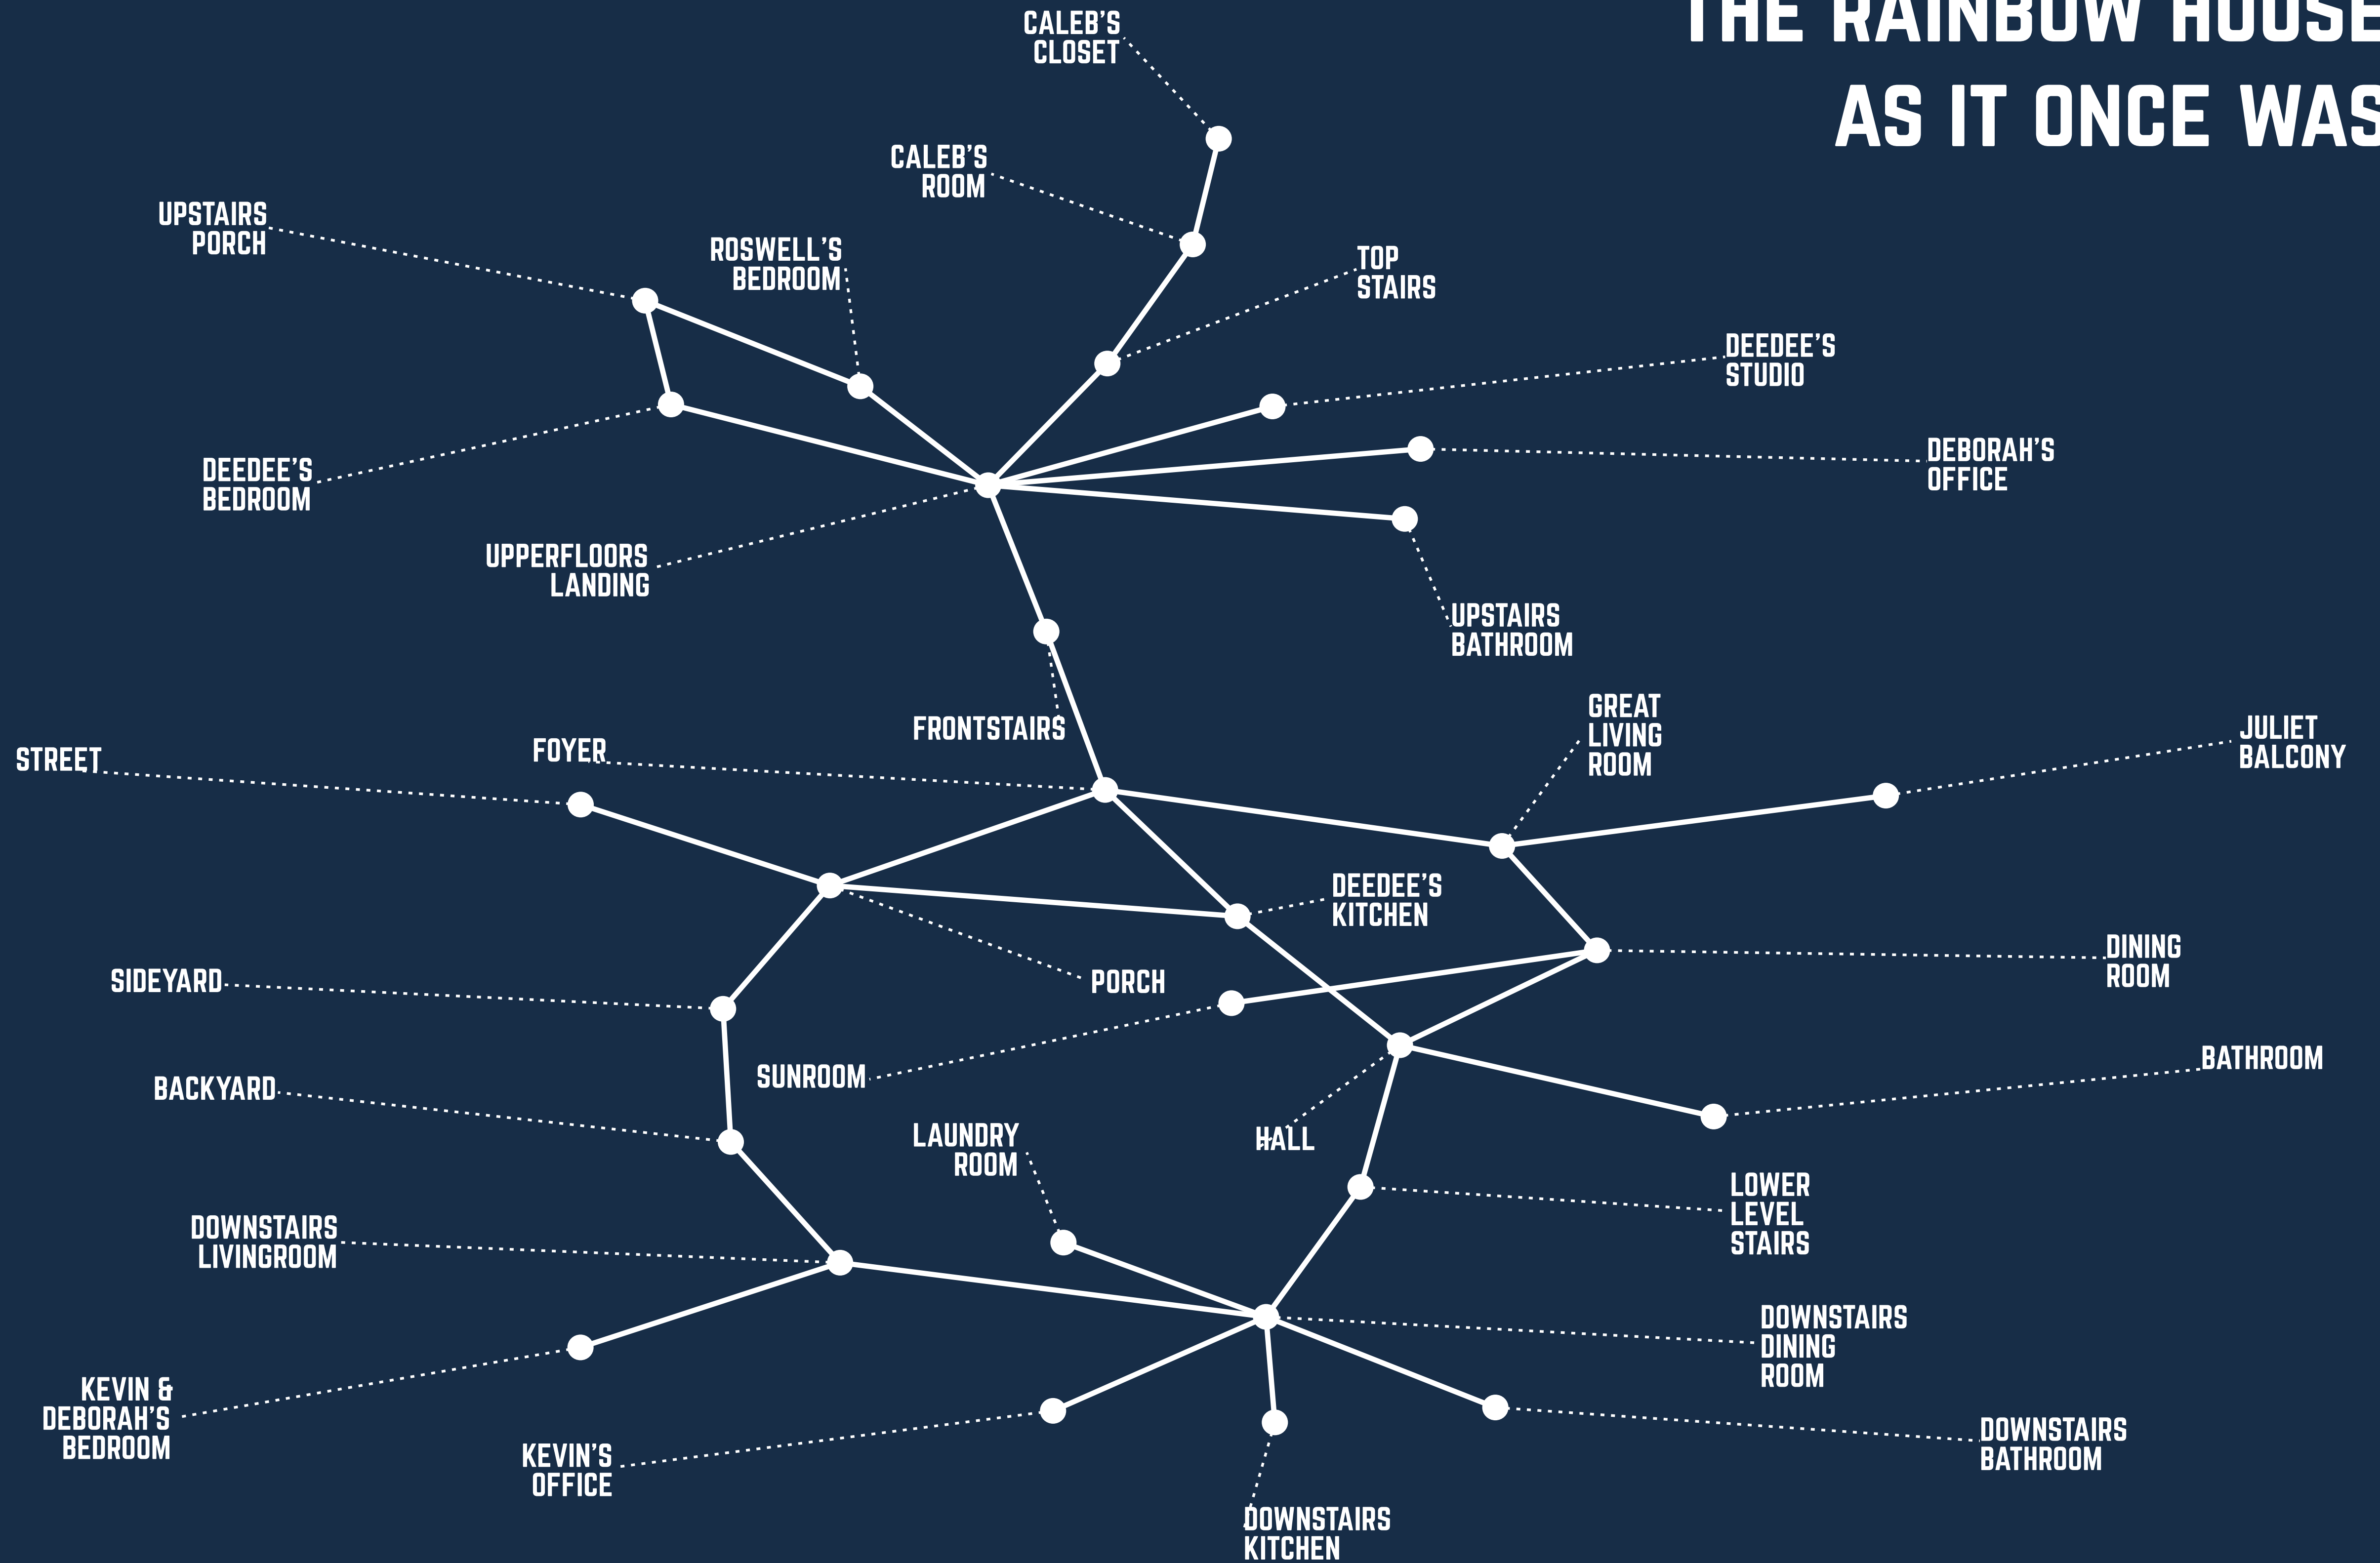 THE RAINBOW HOUSE
AS IT ONCE WAS
CALEB'S
CLOSET
CALEB'S
ROOM
UPSTAIRS
PORCH
ROSWELL'S
BEDROOM
TOP
STAIRS
DEEDEE'S
STUDIO
DEBORAH'S
OFFICE
DEEDEE'S
BEDROOM
UPPERFLOORS
LANDING
UPSTAIRS
BATHROOM
FRONTSTAIRS
GREAT
LIVING
ROOM
JULIET
BALCONY
STREET
FOYER
DEEDEE'S
KITCHEN
DINING
ROOM
SIDEYARD
PORCH
SUNROOM
BATHROOM
BACKYARD
LAUNDRY
ROOM
HALL
LOWER
LEVEL
STAIRS
DOWNSTAIRS
LIVINGROOM
DOWNSTAIRS
DINING
ROOM
KEVIN &
DEBORAH'S
BEDROOM
KEVIN'S
OFFICE
DOWNSTAIRS
BATHROOM
DOWNSTAIRS
KITCHEN